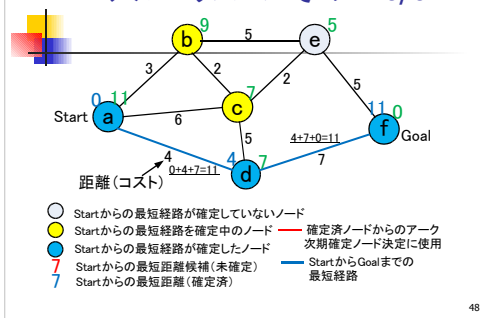 9
5
b
5
e
3
2
7
2
0 11
c
5
Start
a
6
11 0
f
Goal
5
4+7+0=11
4
4
7
7
距離(コスト)
0+4+7=11
d
Startからの最短経路が確定していないノード
Startからの最短経路を確定中のノード
確定済ノードからのアーク
Startからの最短経路が確定したノード
次期確定ノード決定に使用
7 Startからの最短距離候補(未確定)
StartからGoalまでの
7 Startからの最短距離(確定済)
最短経路
48